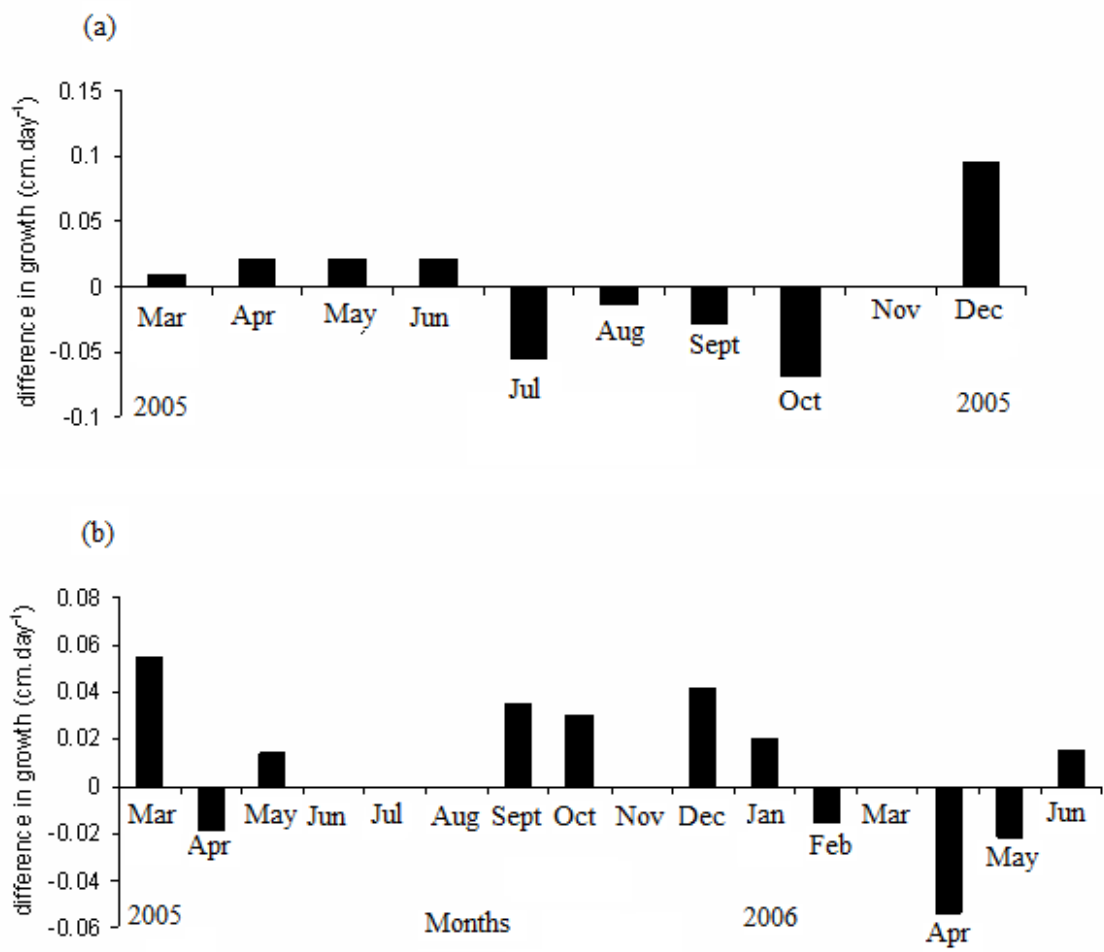 (a)
difference in growth (cm.day-1)
0.15
0.1
0.05
0
-0.05
-0.1
Mar Apr May Jun Jul Aug Sept Oct Nov Dec
2005 2005
(b)
difference in growth (cm.day-1)
0.08
0.06
0.04
0.02
0
-0.02
-0.04
-0.06
Mar Apr May Jun Jul Aug Sept Oct Nov Dec Jan Feb Mar Apr May Jun
2005 Months 2006